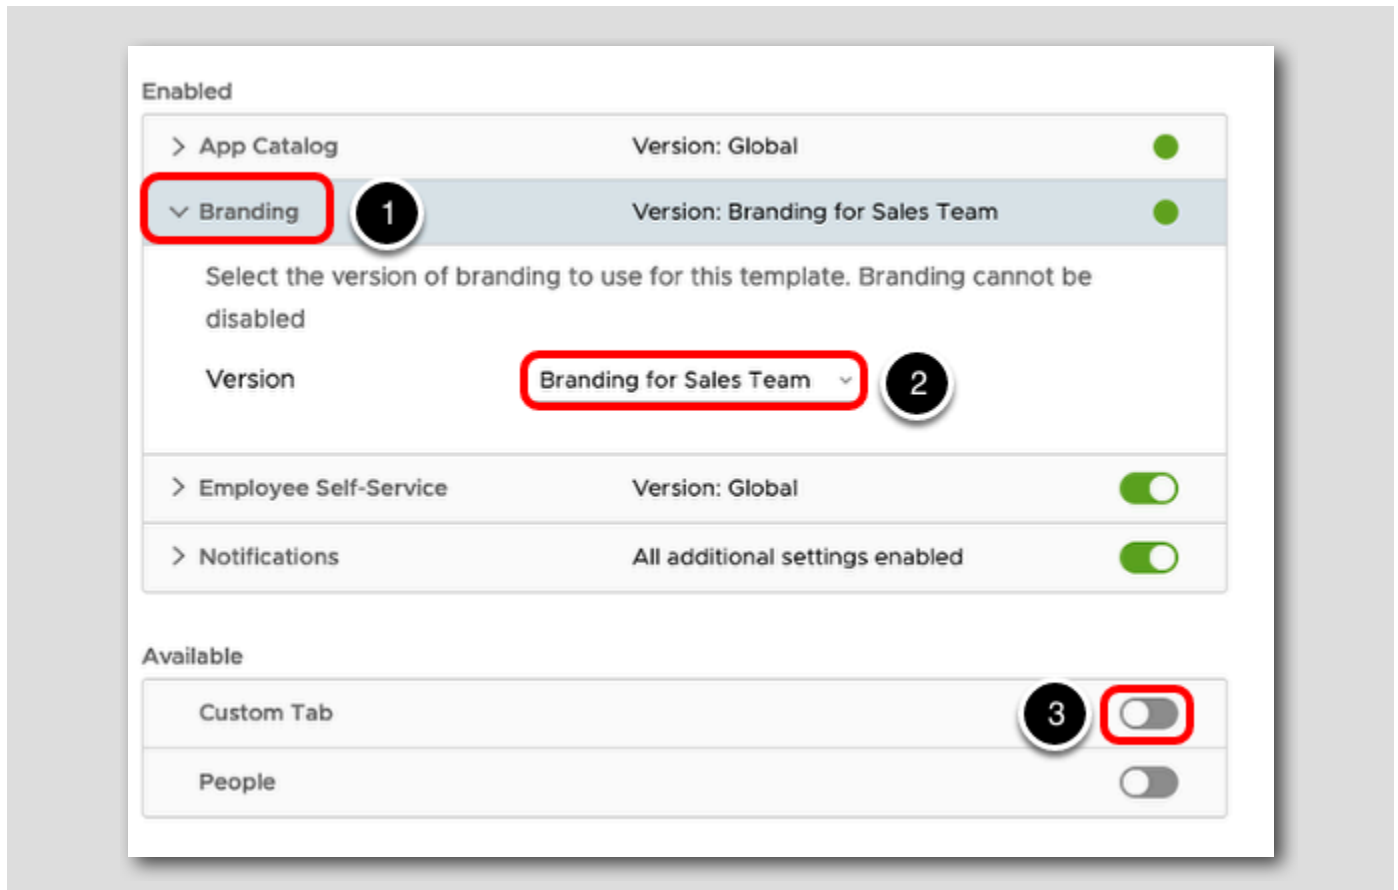 Enabled
App Catalog Version: Global
Branding 1 Version: Branding for Sales Team
Select the version of branding to use for this template. Branding cannot be
disabled
Version Branding for Sales Team 2
Employee Self-Service Version: Global
Notifications All additional settings enabled
Available
Custom Tab 3
People